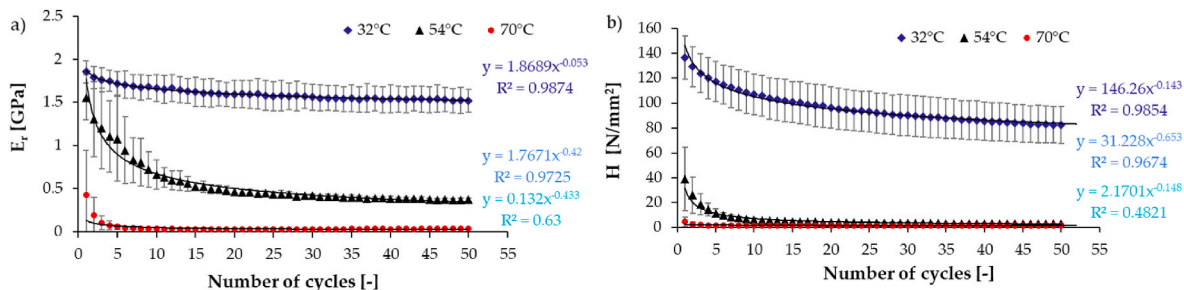 a)
32°C 54°C 70°C
2.5
2
1.5
1
0.5
0
E_r [GPa]
y = 1.8689x^-0.053
R² = 0.9874
y = 1.7671x^-0.42
R² = 0.9725
y = 0.132x^-0.433
R² = 0.63
0 5 10 15 20 25 30 35 40 45 50 55
Number of cycles [-]
b)
32°C 54°C 70°C
160
140
120
100
80
60
40
20
0
H [N/mm²]
y = 146.26x^-0.143
R² = 0.9854
y = 31.228x^-0.653
R² = 0.9674
y = 2.1701x^-0.148
R² = 0.4821
0 5 10 15 20 25 30 35 40 45 50 55
Number of cycles [-]